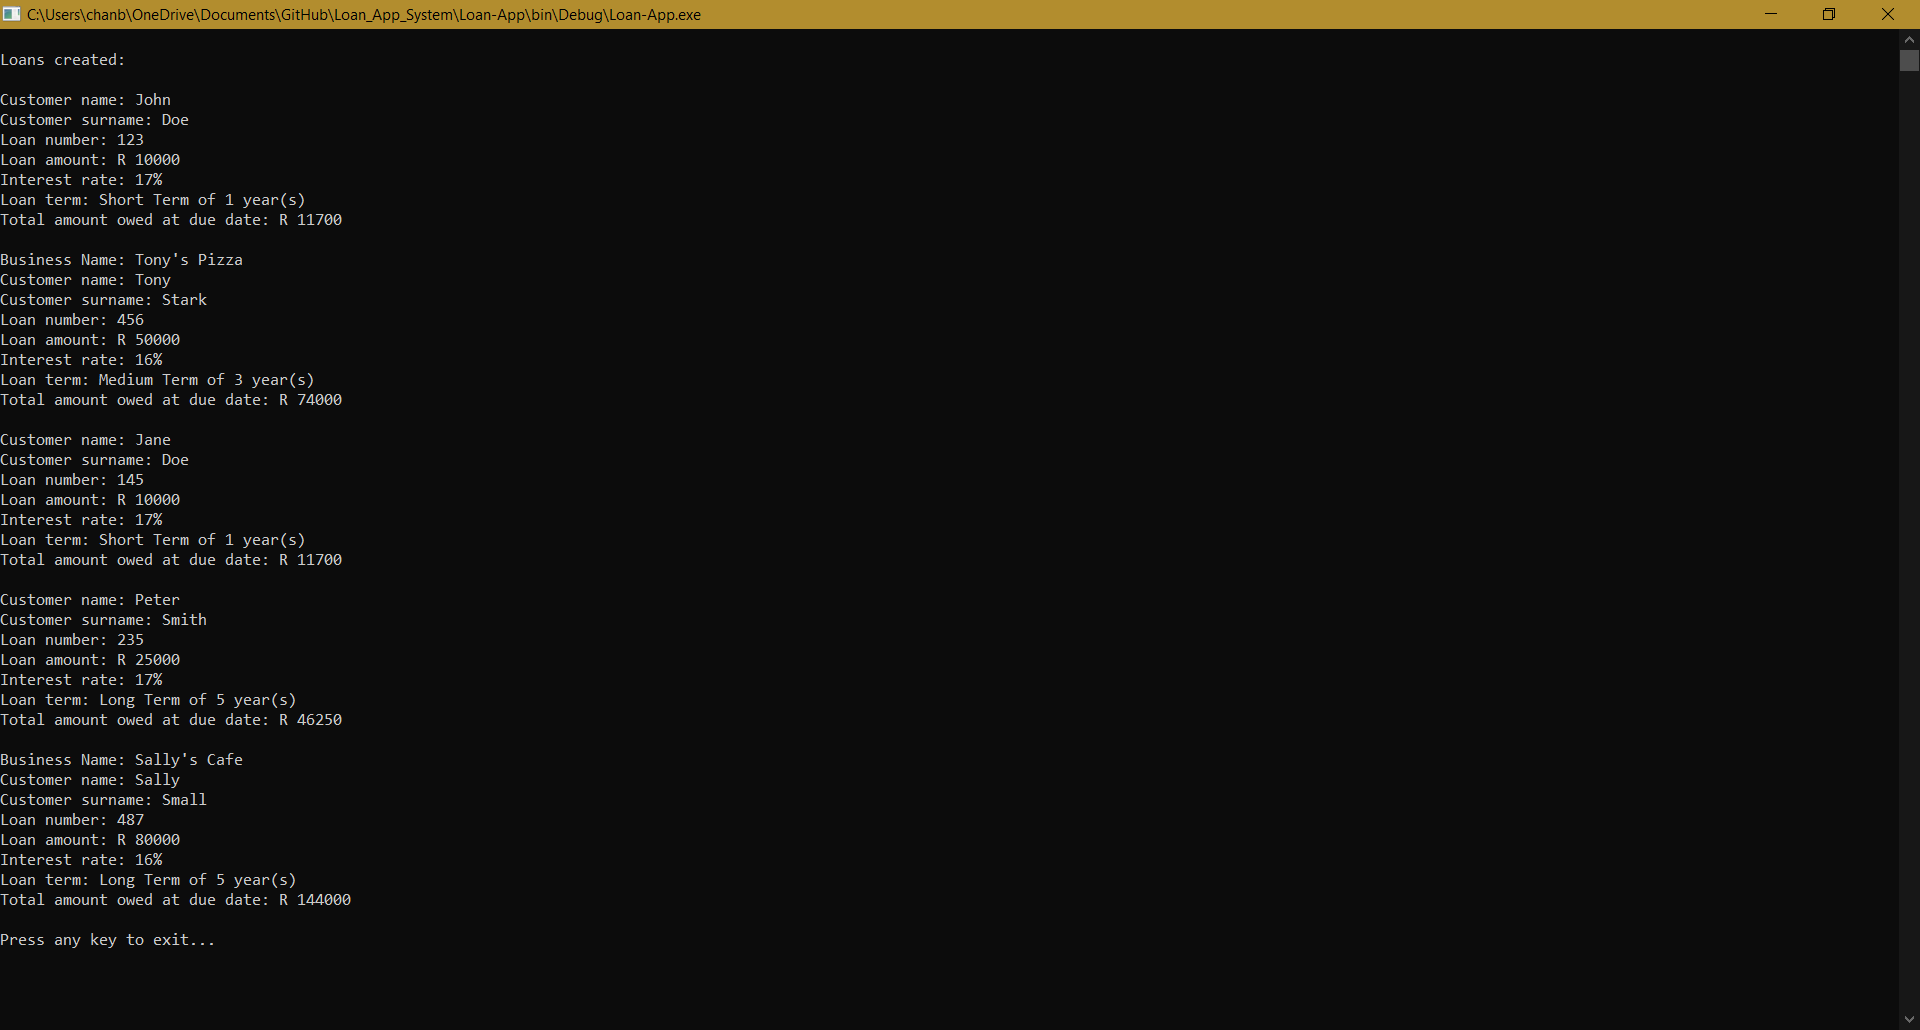 C:\Users\chanb\OneDrive\Documents\GitHub\Loan_App_System\Loan-App\bin\Debug\Loan-App.exe
Loans created:
Customer name: John
Customer surname: Doe
Loan number: 123
Loan amount: R 10000
Interest rate: 17%
Loan term: Short Term of 1 year(s)
Total amount owed at due date: R 11700
Business Name: Tony's Pizza
Customer name: Tony
Customer surname: Stark
Loan number: 456
Loan amount: R 50000
Interest rate: 16%
Loan term: Medium Term of 3 year(s)
Total amount owed at due date: R 74000
Customer name: Jane
Customer surname: Doe
Loan number: 145
Loan amount: R 10000
Interest rate: 17%
Loan term: Short Term of 1 year(s)
Total amount owed at due date: R 11700
Customer name: Peter
Customer surname: Smith
Loan number: 235
Loan amount: R 25000
Interest rate: 17%
Loan term: Long Term of 5 year(s)
Total amount owed at due date: R 46250
Business Name: Sally's Cafe
Customer name: Sally
Customer surname: Small
Loan number: 487
Loan amount: R 80000
Interest rate: 16%
Loan term: Long Term of 5 year(s)
Total amount owed at due date: R 144000
Press any key to exit...